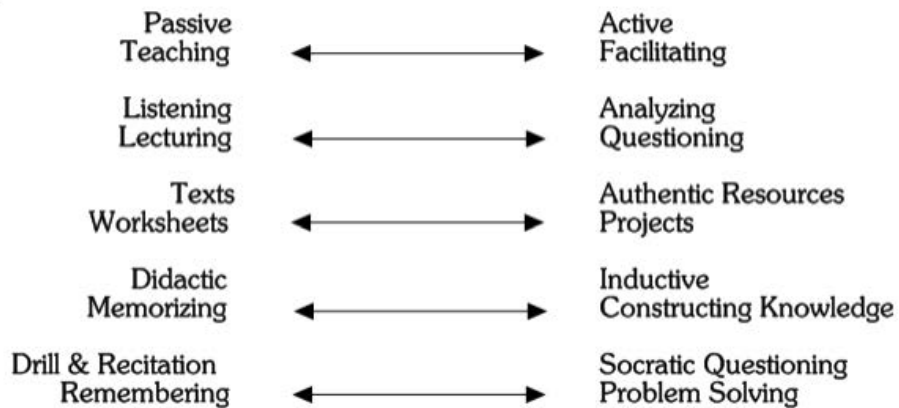 Passive
Teaching
Active
Facilitating
Listening
Lecturing
Analyzing
Questioning
Texts
Worksheets
Authentic Resources
Projects
Didactic
Memorizing
Inductive
Constructing Knowledge
Drill & Recitation
Remembering
Socratic Questioning
Problem Solving